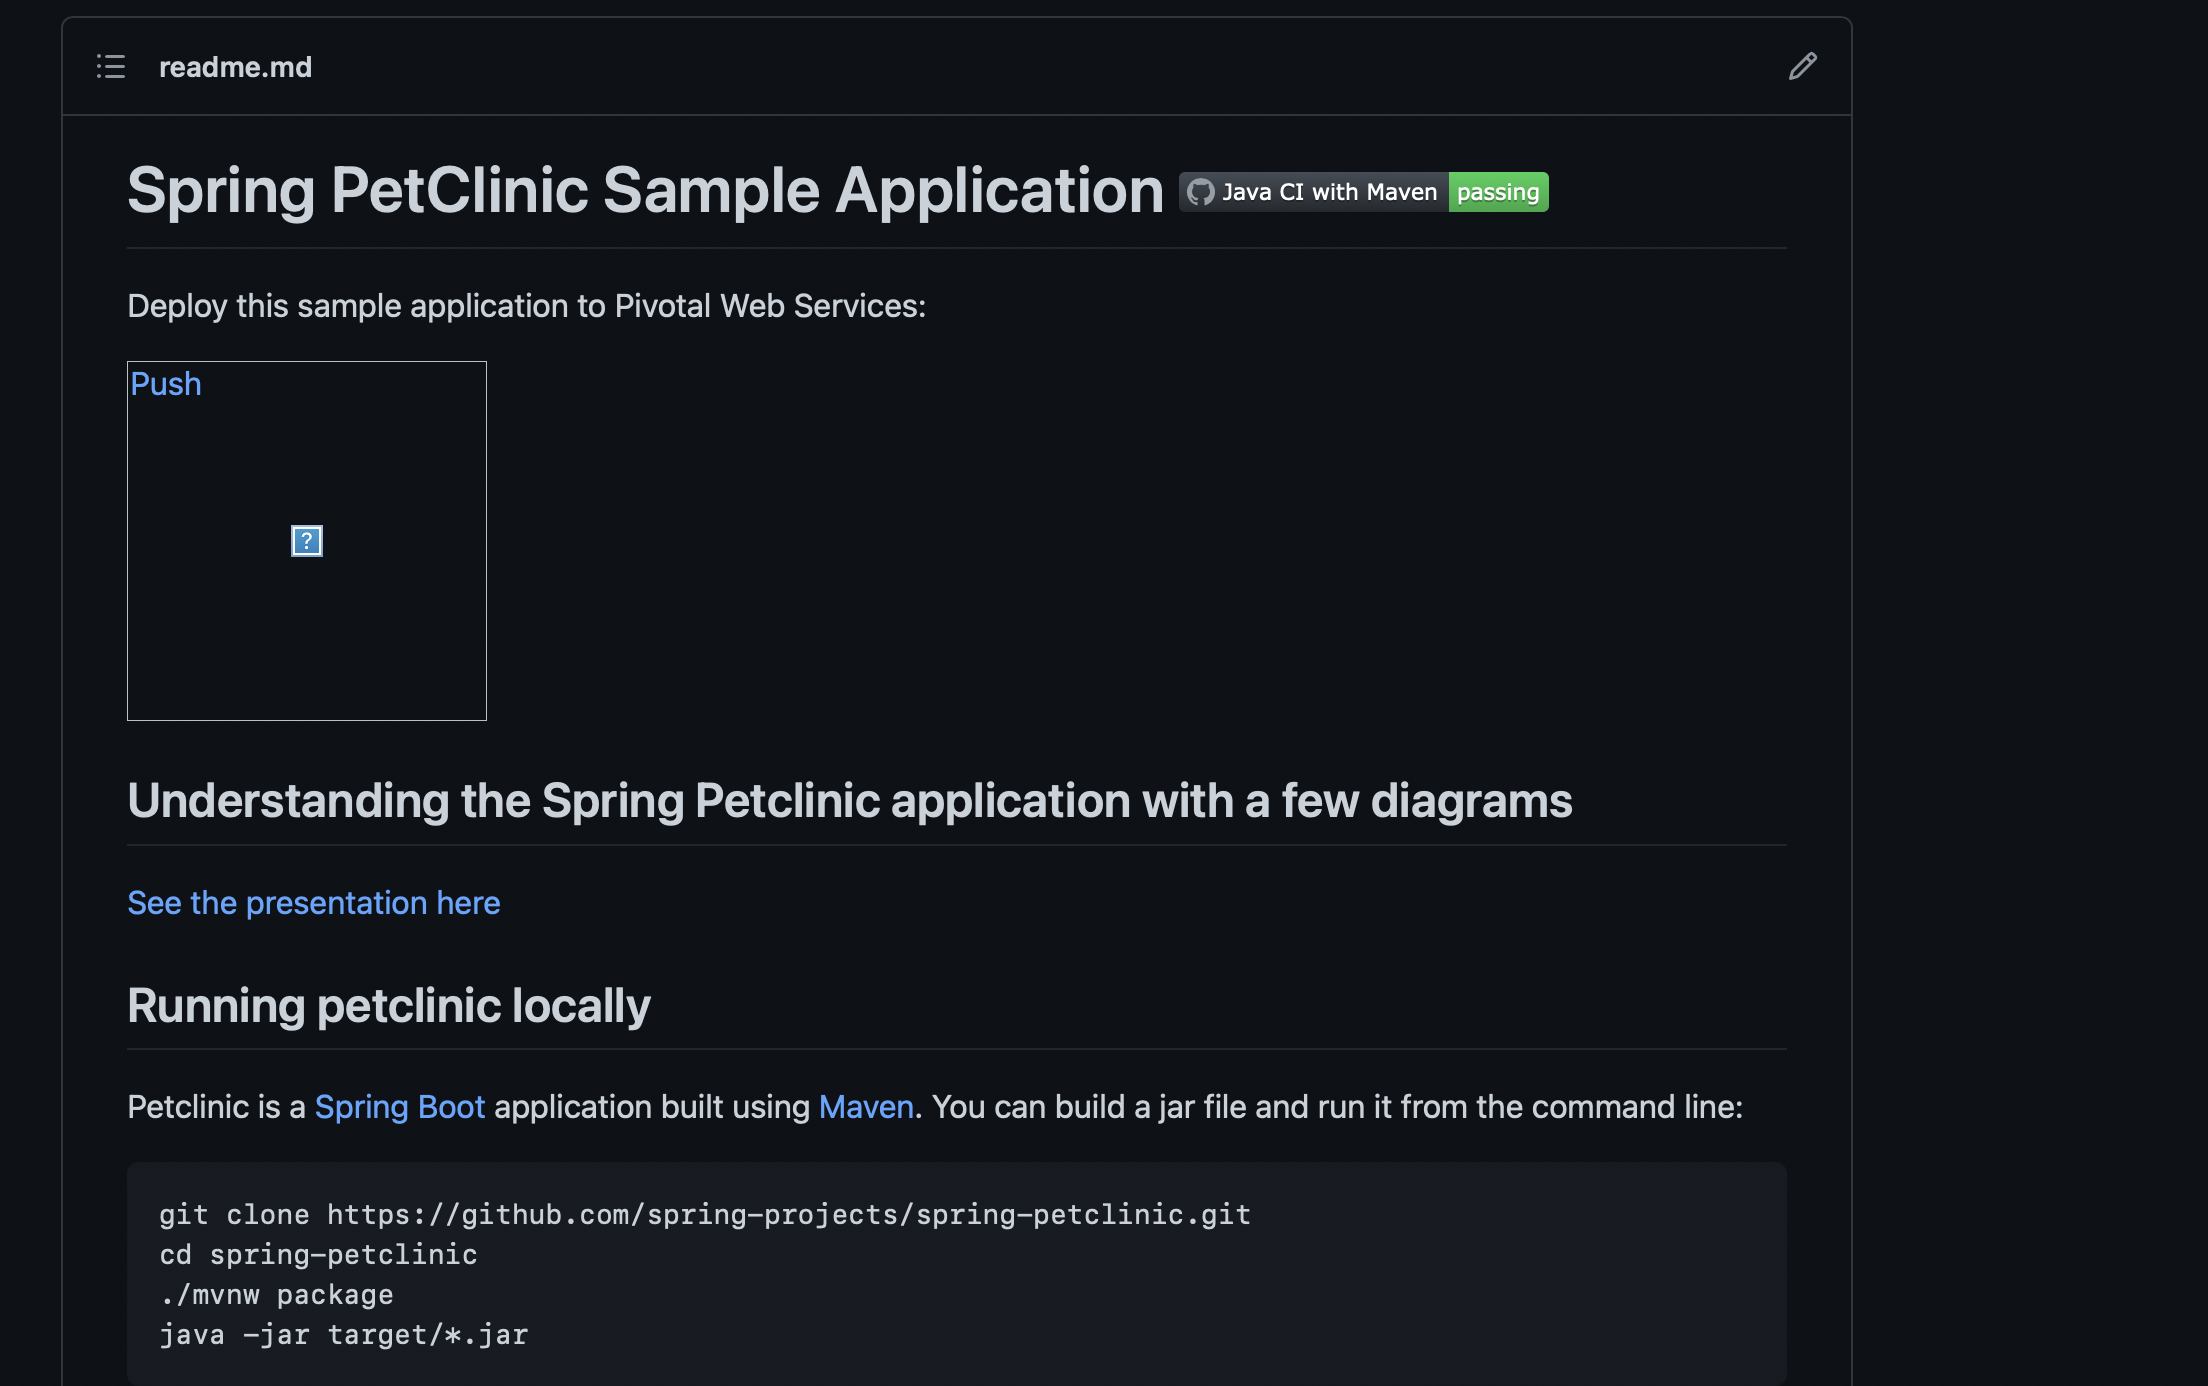 readme.md
Spring PetClinic Sample Application Java CI with Maven passing
Deploy this sample application to Pivotal Web Services:
Push
?
Understanding the Spring Petclinic application with a few diagrams
See the presentation here
Running petclinic locally
Petclinic is a Spring Boot application built using Maven. You can build a jar file and run it from the command line:
git clone https://github.com/spring-projects/spring-petclinic.git
cd spring-petclinic
./mvnw package
java -jar target/*.jar